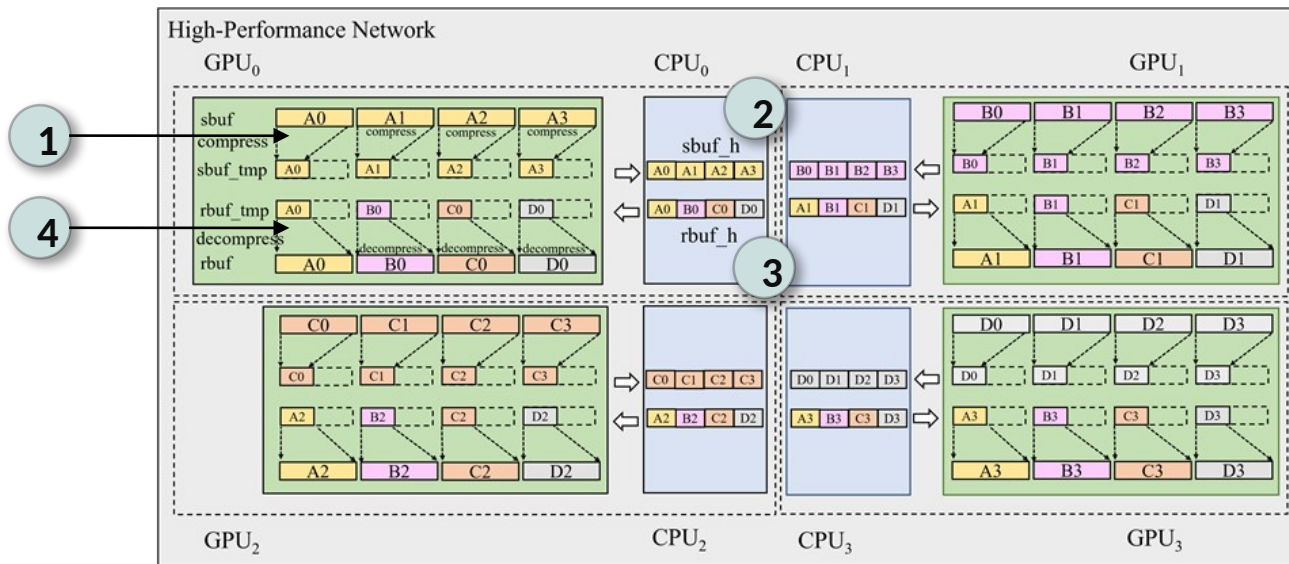 High-Performance Network
GPU0 CPU0 CPU1 GPU1
1
sbuf A0 A1 A2 A3
compress compress compress compress
sbuf_tmp A0 A1 A2 A3
rbuf_tmp A0 B0 C0 D0
4
decompress decompress decompress decompress
rbuf A0 B0 C0 D0
2
sbuf_h
A0 A1 A2 A3
A0 B0 C0 D0
rbuf_h
3
B0 B1 B2 B3
A1 B1 C1 D1
B0 B1 B2 B3
B0 B1 B2 B3
A1 B1 C1 D1
A1 B1 C1 D1
C0 C1 C2 C3
C0 C1 C2 C3
A2 B2 C2 D2
A2 B2 C2 D2
C0 C1 C2 C3
A2 B2 C2 D2
D0 D1 D2 D3
A3 B3 C3 D3
D0 D1 D2 D3
D0 D1 D2 D3
A3 B3 C3 D3
A3 B3 C3 D3
GPU2 CPU2 CPU3 GPU3